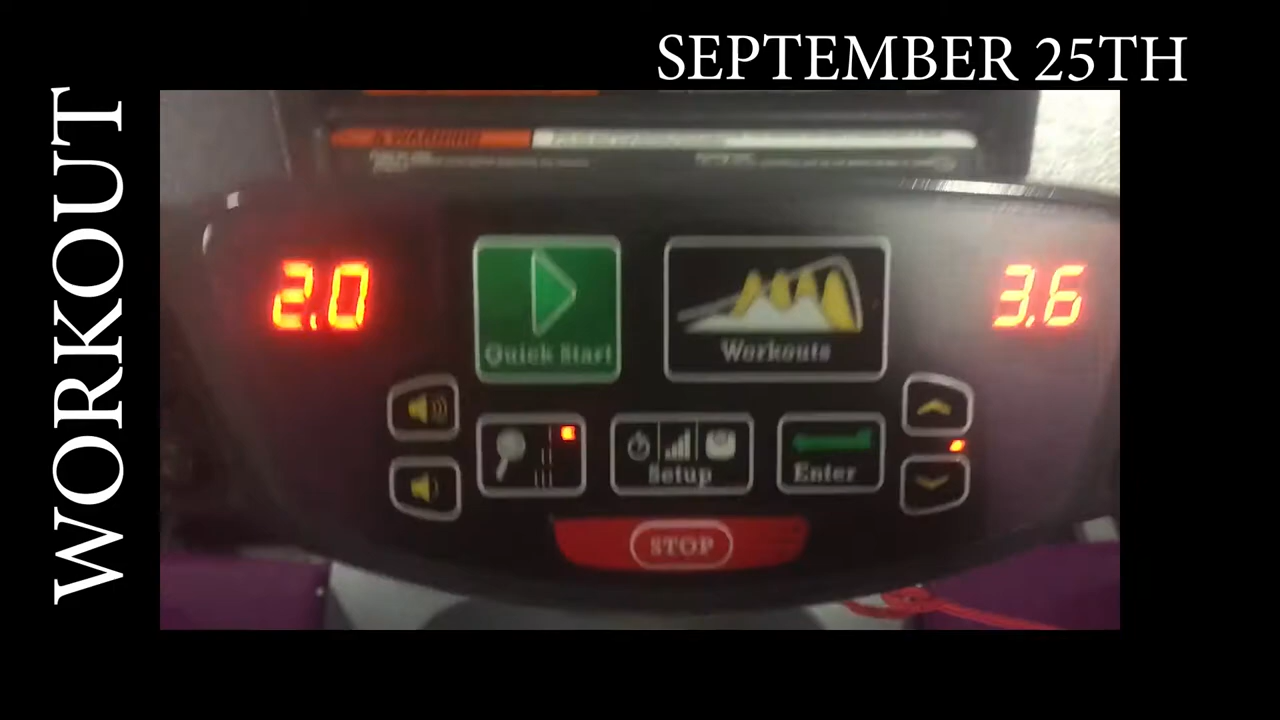 SEPTEMBER 25TH
WORKOUT
WARNING
2.0
3.6
Quick Start
Workouts
Setup
Enter
STOP